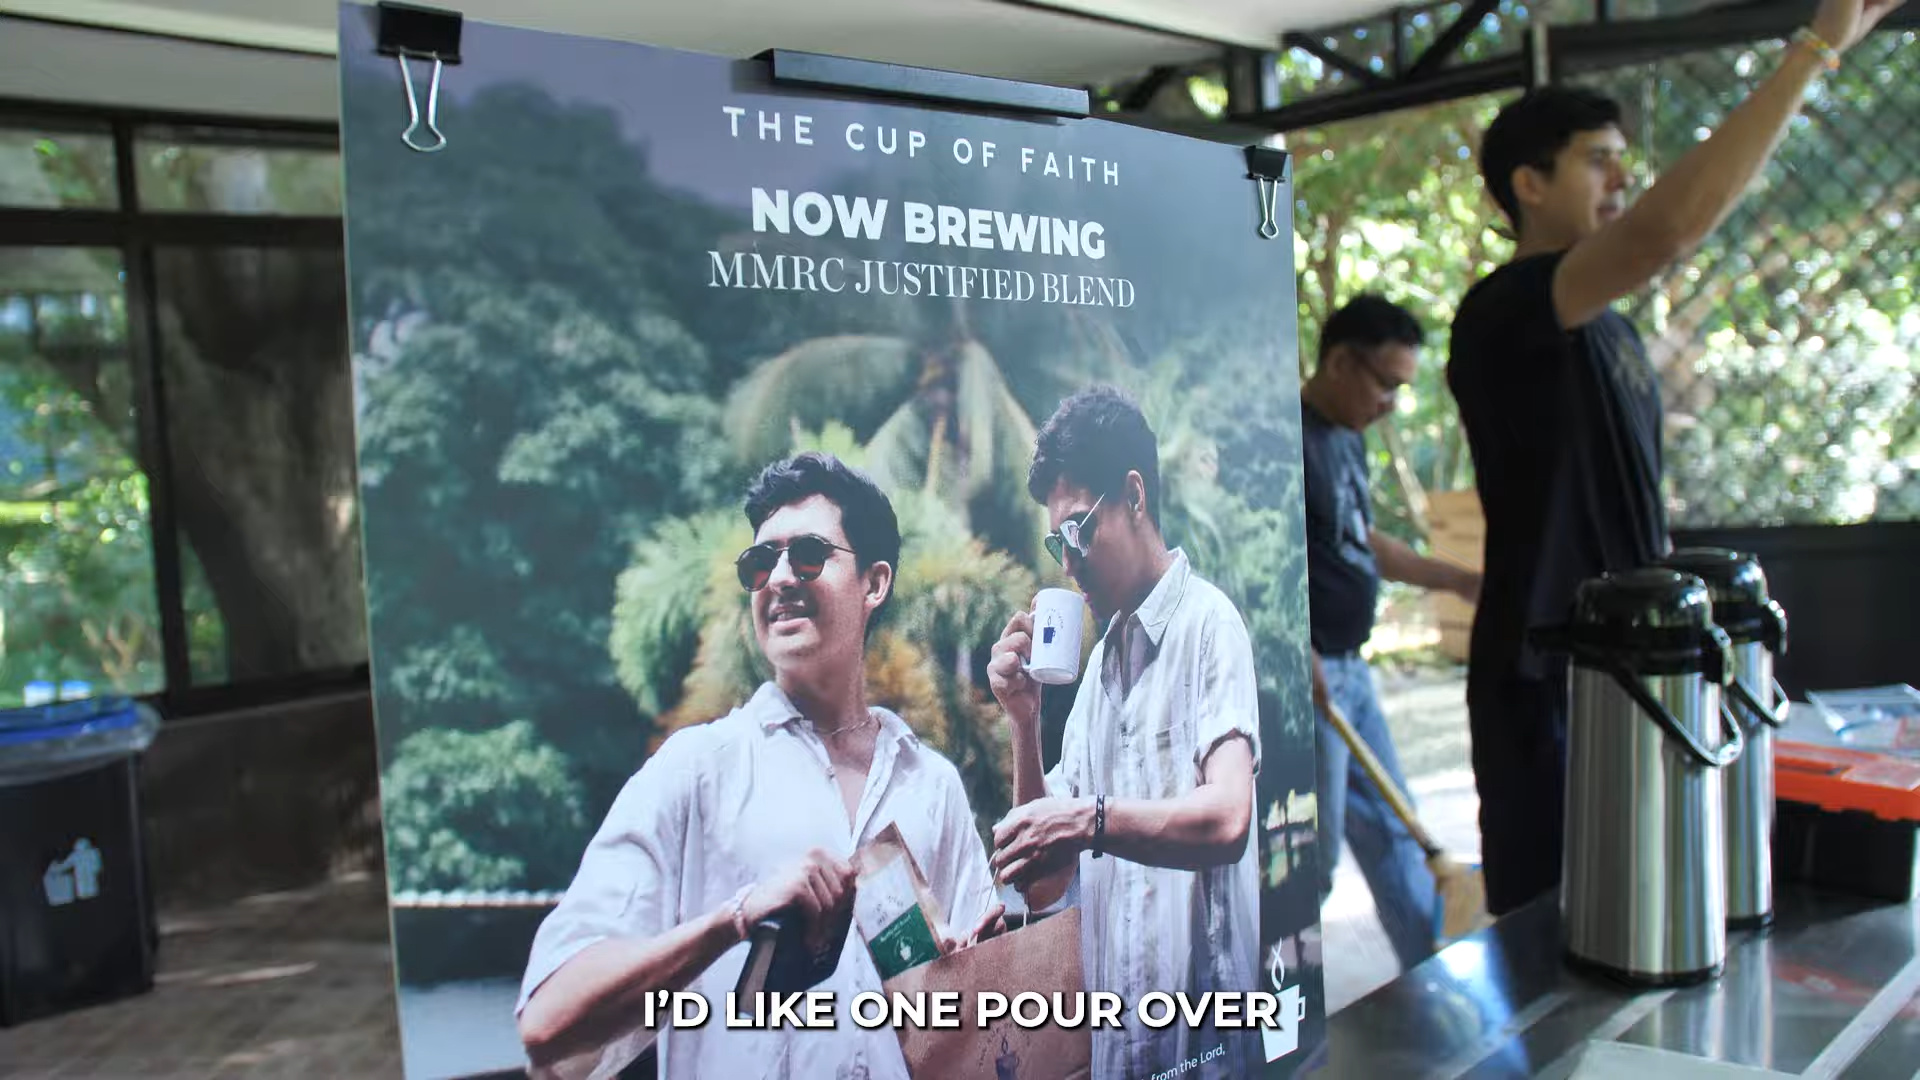 THE CUP OF FAITH
NOW BREWING
MMRC JUSTIFIED BLEND
I'D LIKE ONE POUR OVER
from the Lord,